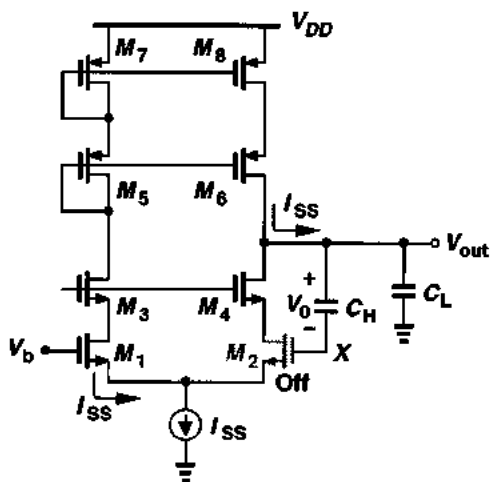 V_DD
M_7 M_8
M_5 M_6
I_SS
V_out
+
V_0 C_H C_L
−
M_3 M_4
V_b M_1 M_2 X
Off
I_SS
I_SS